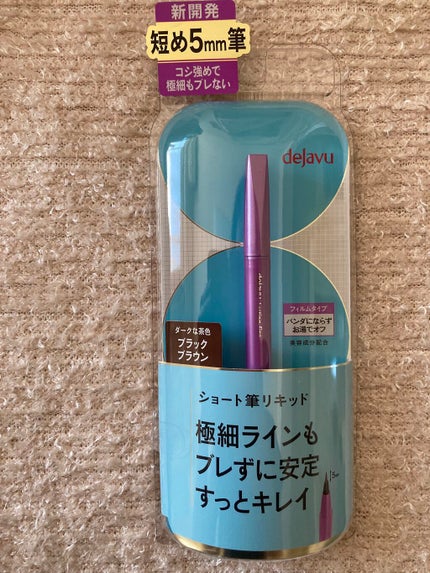 新開発
短め5mm筆
コシ強めで
極細もブレない
dejavu
フィルムタイプ
パンダにならず
お湯でオフ
美容成分配合
ダークな茶色
ブラック
ブラウン
ショート筆リキッド
極細ラインも
ブレずに安定
すっとキレイ
5mm